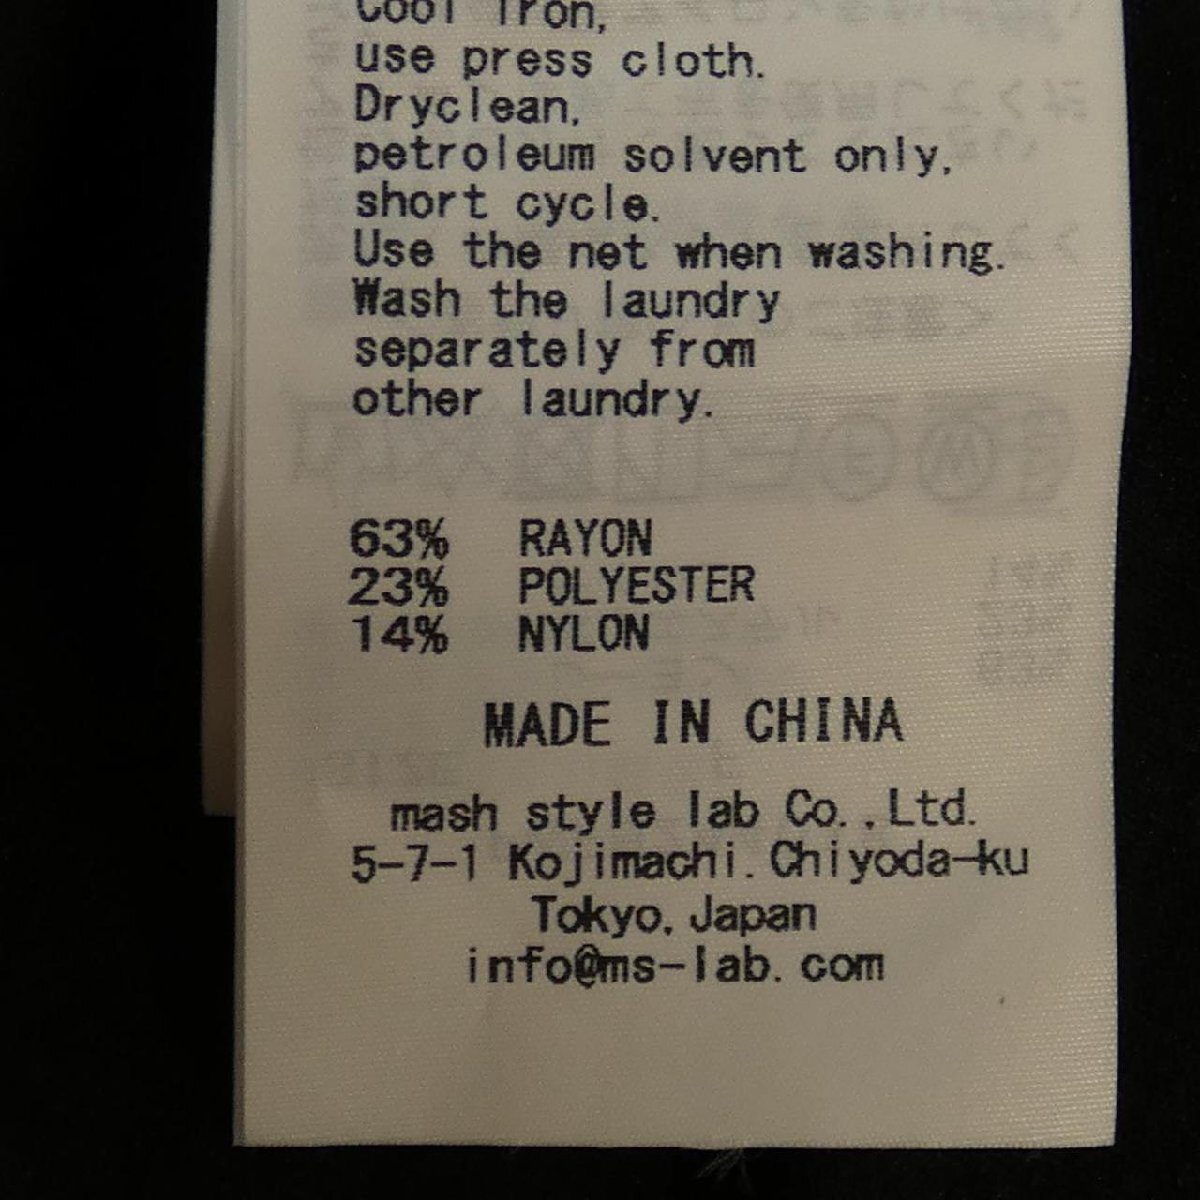 Cool iron,
use press cloth.
Dryclean,
petroleum solvent only,
short cycle.
Use the net when washing.
Wash the laundry
separately from
other laundry.
63% RAYON
23% POLYESTER
14% NYLON
MADE IN CHINA
mash style lab Co.,Ltd.
5-7-1 Kojimachi.Chiyoda-ku
Tokyo,Japan
info@ms-lab.com